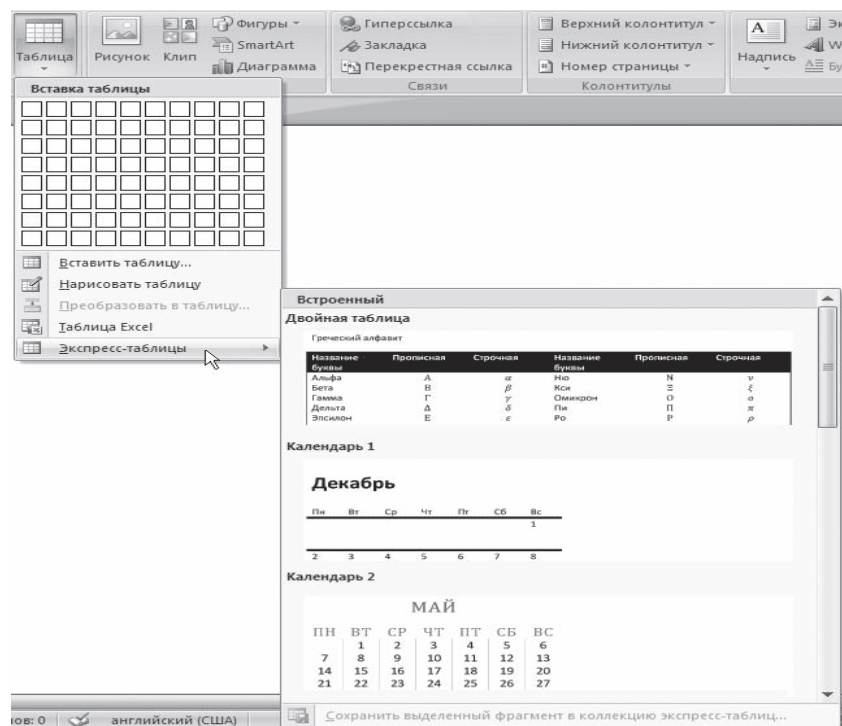 Таблица
Рисунок
Клип
Фигуры
SmartArt
Диаграмма
Гиперссылка
Закладка
Перекрестная ссылка
Связи
Верхний колонтитул
Нижний колонтитул
Номер страницы
Колонтитулы
A
Надпись
W
Вставка таблицы
Вставить таблицу...
Нарисовать таблицу
Преобразовать в таблицу...
Таблица Excel
Экспресс-таблицы
Встроенный
Двойная таблица
Греческий алфавит
Название буквы Прописная Строчная Название буквы Прописная Строчная
Альфа Α α Ню Ν ν
Бета Β β Кси Ξ ξ
Гамма Γ γ Омикрон Ο ο
Дельта Δ δ Пи Π π
Эпсилон Ε ε Ро Ρ ρ
Календарь 1
Декабрь
Пн Вт Ср Чт Пт Сб Вс
1
2 3 4 5 6 7 8
Календарь 2
МАЙ
ПН ВТ СР ЧТ ПТ СБ ВС
1 2 3 4 5 6
7 8 9 10 11 12 13
14 15 16 17 18 19 20
21 22 23 24 25 26 27
Сохранить выделенный фрагмент в коллекцию экспресс-таблиц...
ов: 0 английский (США)